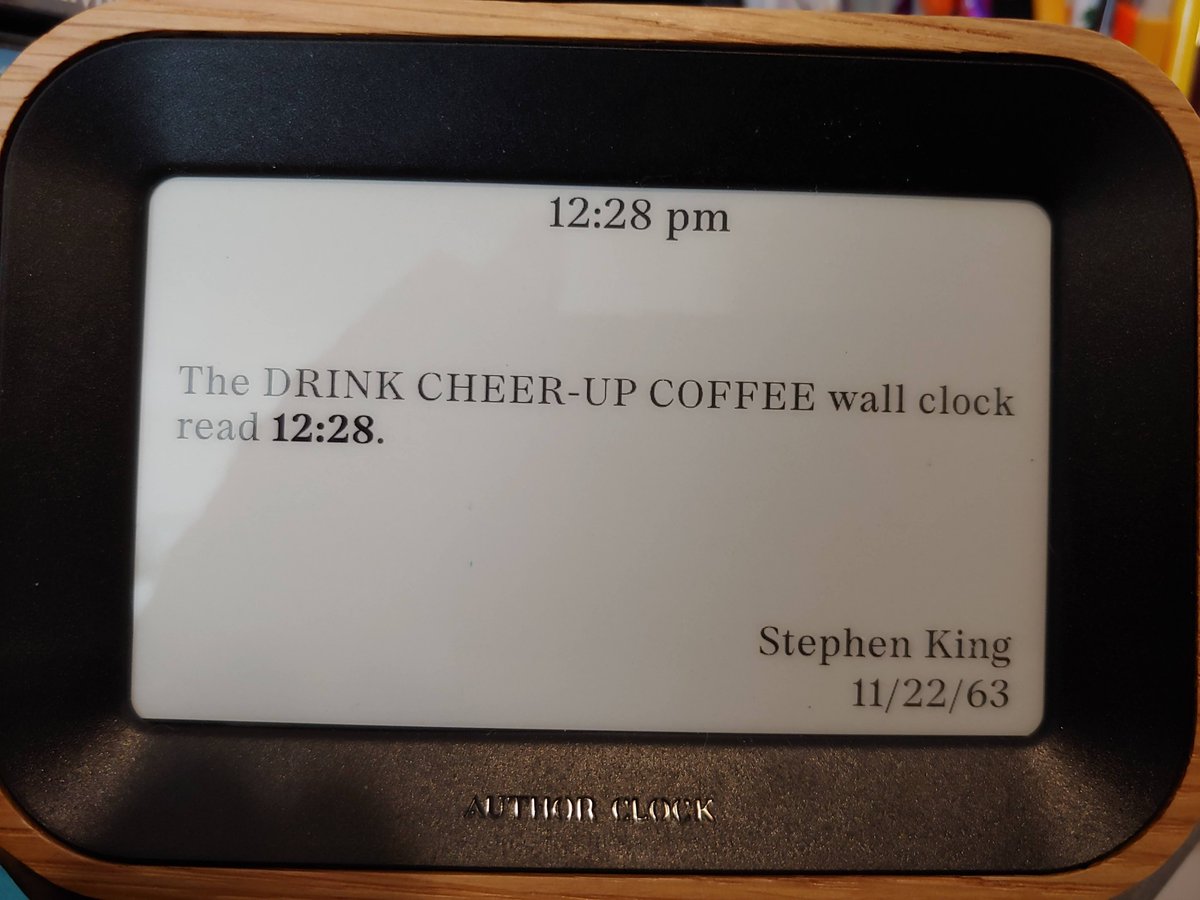 12:28 pm
The DRINK CHEER-UP COFFEE wall clock
read 12:28.
Stephen King
11/22/63
AUTHOR CLOCK